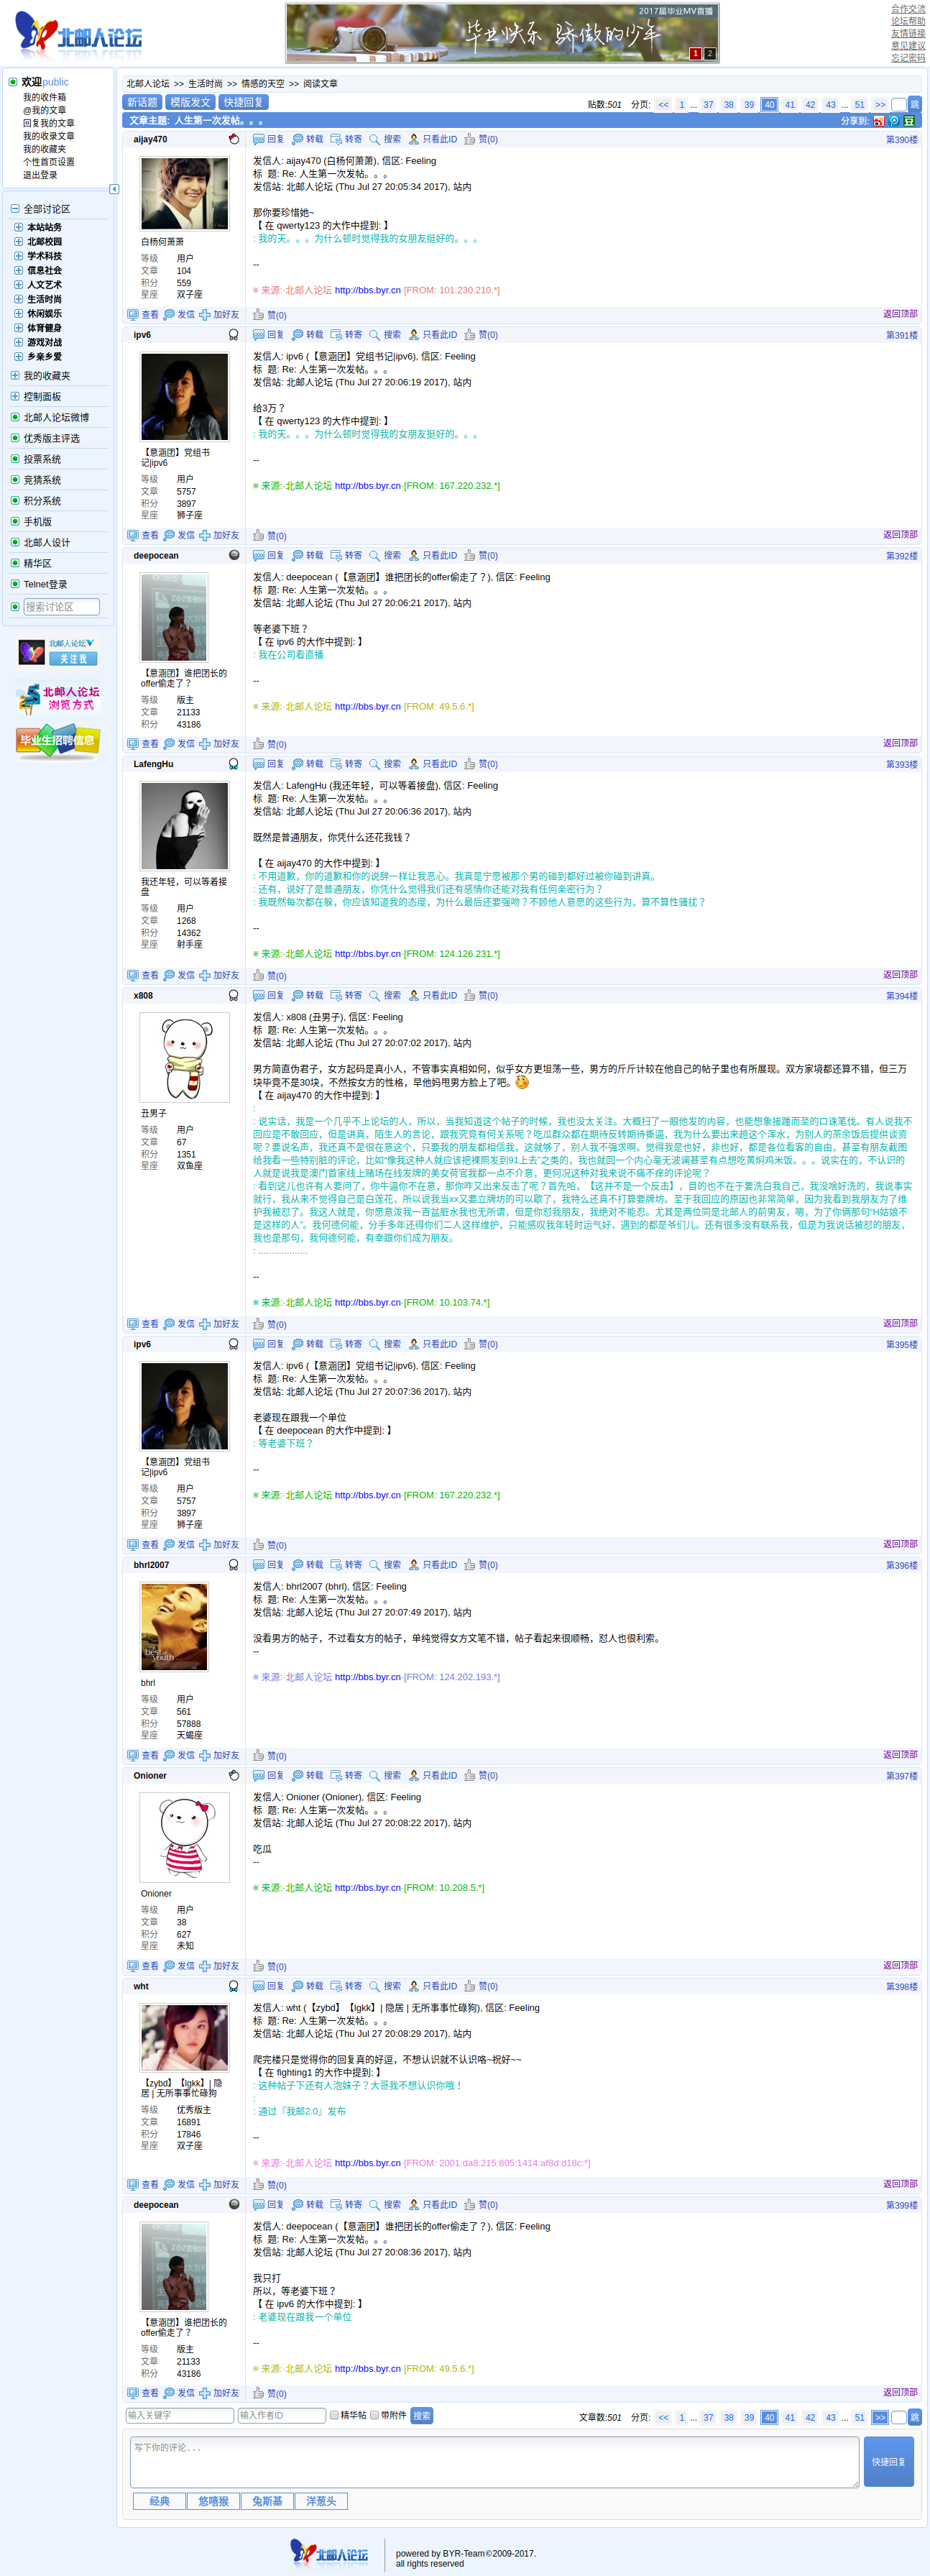 北邮人论坛
2017届毕业MV首播
毕业快乐 骄傲的少年
1 2
合作交流
论坛帮助
友情链接
意见建议
忘记密码
欢迎public
我的收件箱
@我的文章
回复我的文章
我的收录文章
我的收藏夹
个性首页设置
退出登录
全部讨论区
本站站务
北邮校园
学术科技
信息社会
人文艺术
生活时尚
休闲娱乐
体育健身
游戏对战
乡亲乡爱
我的收藏夹
控制面板
北邮人论坛微博
优秀版主评选
投票系统
竞猜系统
积分系统
手机版
北邮人设计
精华区
Telnet登录
搜索讨论区
北邮人论坛
关注我
北邮人论坛
浏览方式
毕业生招聘信息
北邮人论坛 >> 生活时尚 >> 情感的天空 >> 阅读文章
新话题 模版发文 快捷回复
贴数:501 分页: << 1 ... 37 38 39 40 41 42 43 ... 51 >> 跳
文章主题: 人生第一次发帖。。。
分享到:
aijay470
回复 转载 转寄 搜索 只看此ID 赞(0)
第390楼
白杨何萧萧
等级 用户
文章 104
积分 559
星座 双子座
发信人: aijay470 (白杨何萧萧), 信区: Feeling
标 题: Re: 人生第一次发帖。。。
发信站: 北邮人论坛 (Thu Jul 27 20:05:34 2017), 站内
那你要珍惜她~
【 在 qwerty123 的大作中提到: 】
: 我的天。。。为什么顿时觉得我的女朋友挺好的。。。
--
※ 来源:·北邮人论坛 http://bbs.byr.cn·[FROM: 101.230.210.*]
查看 发信 加好友 赞(0) 返回顶部
ipv6
回复 转载 转寄 搜索 只看此ID 赞(0)
第391楼
【意涵团】党组书
记|ipv6
等级 用户
文章 5757
积分 3897
星座 狮子座
发信人: ipv6 (【意涵团】党组书记|ipv6), 信区: Feeling
标 题: Re: 人生第一次发帖。。。
发信站: 北邮人论坛 (Thu Jul 27 20:06:19 2017), 站内
给3万？
【 在 qwerty123 的大作中提到: 】
: 我的天。。。为什么顿时觉得我的女朋友挺好的。。。
--
※ 来源:·北邮人论坛 http://bbs.byr.cn·[FROM: 167.220.232.*]
查看 发信 加好友 赞(0) 返回顶部
deepocean
回复 转载 转寄 搜索 只看此ID 赞(0)
第392楼
【意涵团】谁把团长的
offer偷走了？
等级 版主
文章 21133
积分 43186
发信人: deepocean (【意涵团】谁把团长的offer偷走了？), 信区: Feeling
标 题: Re: 人生第一次发帖。。。
发信站: 北邮人论坛 (Thu Jul 27 20:06:21 2017), 站内
等老婆下班？
【 在 ipv6 的大作中提到: 】
: 我在公司看直播
--
※ 来源:·北邮人论坛 http://bbs.byr.cn·[FROM: 49.5.6.*]
查看 发信 加好友 赞(0) 返回顶部
LafengHu
回复 转载 转寄 搜索 只看此ID 赞(0)
第393楼
我还年轻，可以等着接
盘
等级 用户
文章 1268
积分 14362
星座 射手座
发信人: LafengHu (我还年轻，可以等着接盘), 信区: Feeling
标 题: Re: 人生第一次发帖。。。
发信站: 北邮人论坛 (Thu Jul 27 20:06:36 2017), 站内
既然是普通朋友，你凭什么还花我钱？
【 在 aijay470 的大作中提到: 】
: 不用道歉，你的道歉和你的说辞一样让我恶心。我真是宁愿被那个男的碰到都好过被你碰到讲真。
: 还有，说好了是普通朋友，你凭什么觉得我们还有感情你还能对我有任何亲密行为？
: 我既然每次都在躲，你应该知道我的态度，为什么最后还要强吻？不顾他人意愿的这些行为，算不算性骚扰？
--
※ 来源:·北邮人论坛 http://bbs.byr.cn·[FROM: 124.126.231.*]
查看 发信 加好友 赞(0) 返回顶部
x808
回复 转载 转寄 搜索 只看此ID 赞(0)
第394楼
丑男子
等级 用户
文章 67
积分 1351
星座 双鱼座
发信人: x808 (丑男子), 信区: Feeling
标 题: Re: 人生第一次发帖。。。
发信站: 北邮人论坛 (Thu Jul 27 20:07:02 2017), 站内
男方简直伪君子，女方起码是真小人，不管事实真相如何，似乎女方更坦荡一些，男方的斤斤计较在他自己的帖子里也有所展现。双方家境都还算不错，但三万
块毕竟不是30块，不然按女方的性格，早他妈甩男方脸上了吧。
【 在 aijay470 的大作中提到: 】
:
: 说实话，我是一个几乎不上论坛的人，所以，当我知道这个帖子的时候，我也没太关注。大概扫了一眼他发的内容，也能想象接踵而至的口诛笔伐。有人说我不
回应是不敢回应，但是讲真，陌生人的言论，跟我究竟有何关系呢？吃瓜群众都在期待反转期待撕逼，我为什么要出来趟这个浑水，为别人的茶余饭后提供谈资
呢？要说名声，我还真不是很在意这个，只要我的朋友都相信我，这就够了，别人我不强求啊。觉得我是也好，非也好，都是各位看客的自由，甚至有朋友截图
给我看一些特别脏的评论，比如“像我这种人就应该把裸照发到91上去”之类的，我也就回一个内心毫无波澜甚至有点想吃黄焖鸡米饭。。。说实在的，不认识的
人就是说我是澳门首家线上赌场在线发牌的美女荷官我都一点不介意，更何况这种对我来说不痛不痒的评论呢？
: 看到这儿也许有人要问了，你牛逼你不在意，那你咋又出来反击了呢？首先哈，【这并不是一个反击】，目的也不在于要洗白我自己，我没啥好洗的，我说事实
就行，我从来不觉得自己是白莲花，所以说我当xx又要立牌坊的可以歇了，我特么还真不打算要牌坊。至于我回应的原因也非常简单，因为我看到我朋友为了维
护我被怼了。我这人就是，你愿意泼我一百盆脏水我也无所谓，但是你怼我朋友，我绝对不能忍。尤其是两位同是北邮人的前男友，嗯，为了你俩那句“H姑娘不
是这样的人”。我何德何能，分手多年还得你们二人这样维护，只能感叹我年轻时运气好，遇到的都是爷们儿。还有很多没有联系我，但是为我说话被怼的朋友，
我也是那句，我何德何能，有幸跟你们成为朋友。
: ...................
--
※ 来源:·北邮人论坛 http://bbs.byr.cn·[FROM: 10.103.74.*]
查看 发信 加好友 赞(0) 返回顶部
ipv6
回复 转载 转寄 搜索 只看此ID 赞(0)
第395楼
【意涵团】党组书
记|ipv6
等级 用户
文章 5757
积分 3897
星座 狮子座
发信人: ipv6 (【意涵团】党组书记|ipv6), 信区: Feeling
标 题: Re: 人生第一次发帖。。。
发信站: 北邮人论坛 (Thu Jul 27 20:07:36 2017), 站内
老婆现在跟我一个单位
【 在 deepocean 的大作中提到: 】
: 等老婆下班？
--
※ 来源:·北邮人论坛 http://bbs.byr.cn·[FROM: 167.220.232.*]
查看 发信 加好友 赞(0) 返回顶部
bhrl2007
回复 转载 转寄 搜索 只看此ID 赞(0)
第396楼
best of youth
bhrl
等级 用户
文章 561
积分 57888
星座 天蝎座
发信人: bhrl2007 (bhrl), 信区: Feeling
标 题: Re: 人生第一次发帖。。。
发信站: 北邮人论坛 (Thu Jul 27 20:07:49 2017), 站内
没看男方的帖子，不过看女方的帖子，单纯觉得女方文笔不错，帖子看起来很顺畅，怼人也很利索。
--
※ 来源:·北邮人论坛 http://bbs.byr.cn·[FROM: 124.202.193.*]
查看 发信 加好友 赞(0) 返回顶部
Onioner
回复 转载 转寄 搜索 只看此ID 赞(0)
第397楼
Onioner
等级 用户
文章 38
积分 627
星座 未知
发信人: Onioner (Onioner), 信区: Feeling
标 题: Re: 人生第一次发帖。。。
发信站: 北邮人论坛 (Thu Jul 27 20:08:22 2017), 站内
吃瓜
--
※ 来源:·北邮人论坛 http://bbs.byr.cn·[FROM: 10.208.5.*]
查看 发信 加好友 赞(0) 返回顶部
wht
回复 转载 转寄 搜索 只看此ID 赞(0)
第398楼
【zybd】【lgkk】| 隐
居 | 无所事事忙碌狗
等级 优秀版主
文章 16891
积分 17846
星座 双子座
发信人: wht (【zybd】【lgkk】| 隐居 | 无所事事忙碌狗), 信区: Feeling
标 题: Re: 人生第一次发帖。。。
发信站: 北邮人论坛 (Thu Jul 27 20:08:29 2017), 站内
爬完楼只是觉得你的回复真的好逗，不想认识就不认识咯~祝好~~
【 在 fighting1 的大作中提到: 】
: 这种帖子下还有人泡妹子？大哥我不想认识你哦！
:
: 通过『我邮2.0』发布
--
※ 来源:·北邮人论坛 http://bbs.byr.cn·[FROM: 2001:da8:215:805:1414:af8d:d18c:*]
查看 发信 加好友 赞(0) 返回顶部
deepocean
回复 转载 转寄 搜索 只看此ID 赞(0)
第399楼
【意涵团】谁把团长的
offer偷走了？
等级 版主
文章 21133
积分 43186
发信人: deepocean (【意涵团】谁把团长的offer偷走了？), 信区: Feeling
标 题: Re: 人生第一次发帖。。。
发信站: 北邮人论坛 (Thu Jul 27 20:08:36 2017), 站内
我只打
所以，等老婆下班？
【 在 ipv6 的大作中提到: 】
: 老婆现在跟我一个单位
--
※ 来源:·北邮人论坛 http://bbs.byr.cn·[FROM: 49.5.6.*]
查看 发信 加好友 赞(0) 返回顶部
输入关键字 输入作者ID 精华帖 带附件 搜索
文章数:501 分页: << 1 ... 37 38 39 40 41 42 43 ... 51 >> 跳
写下你的评论...
快捷回复
经典 悠嘻猴 兔斯基 洋葱头
北邮人论坛
powered by BYR-Team©2009-2017.
all rights reserved